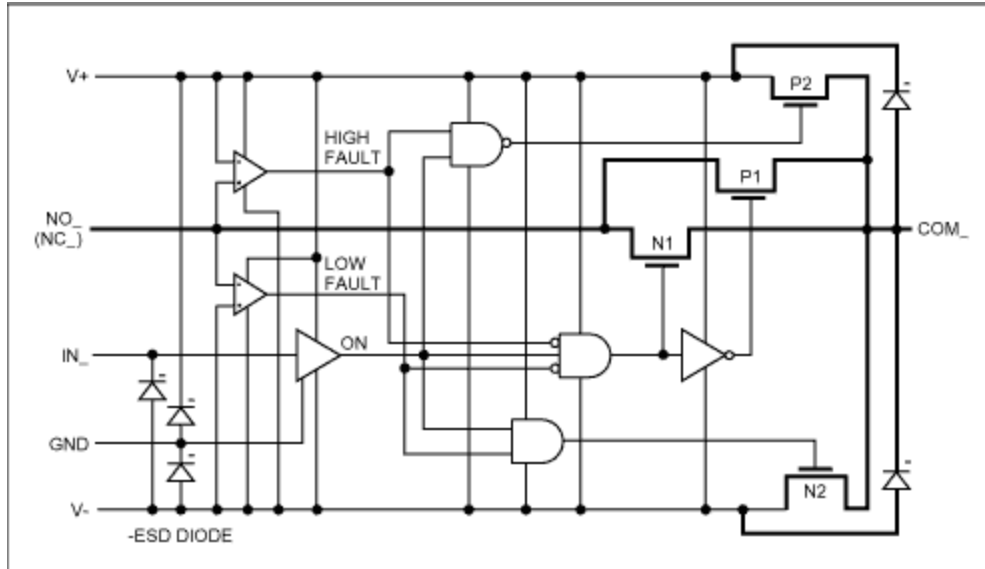 V+
P2
HIGH
FAULT
P1
NO_
(NC_)
COM_
N1
LOW
FAULT
IN_
ON
GND
N2
V-
-ESD DIODE